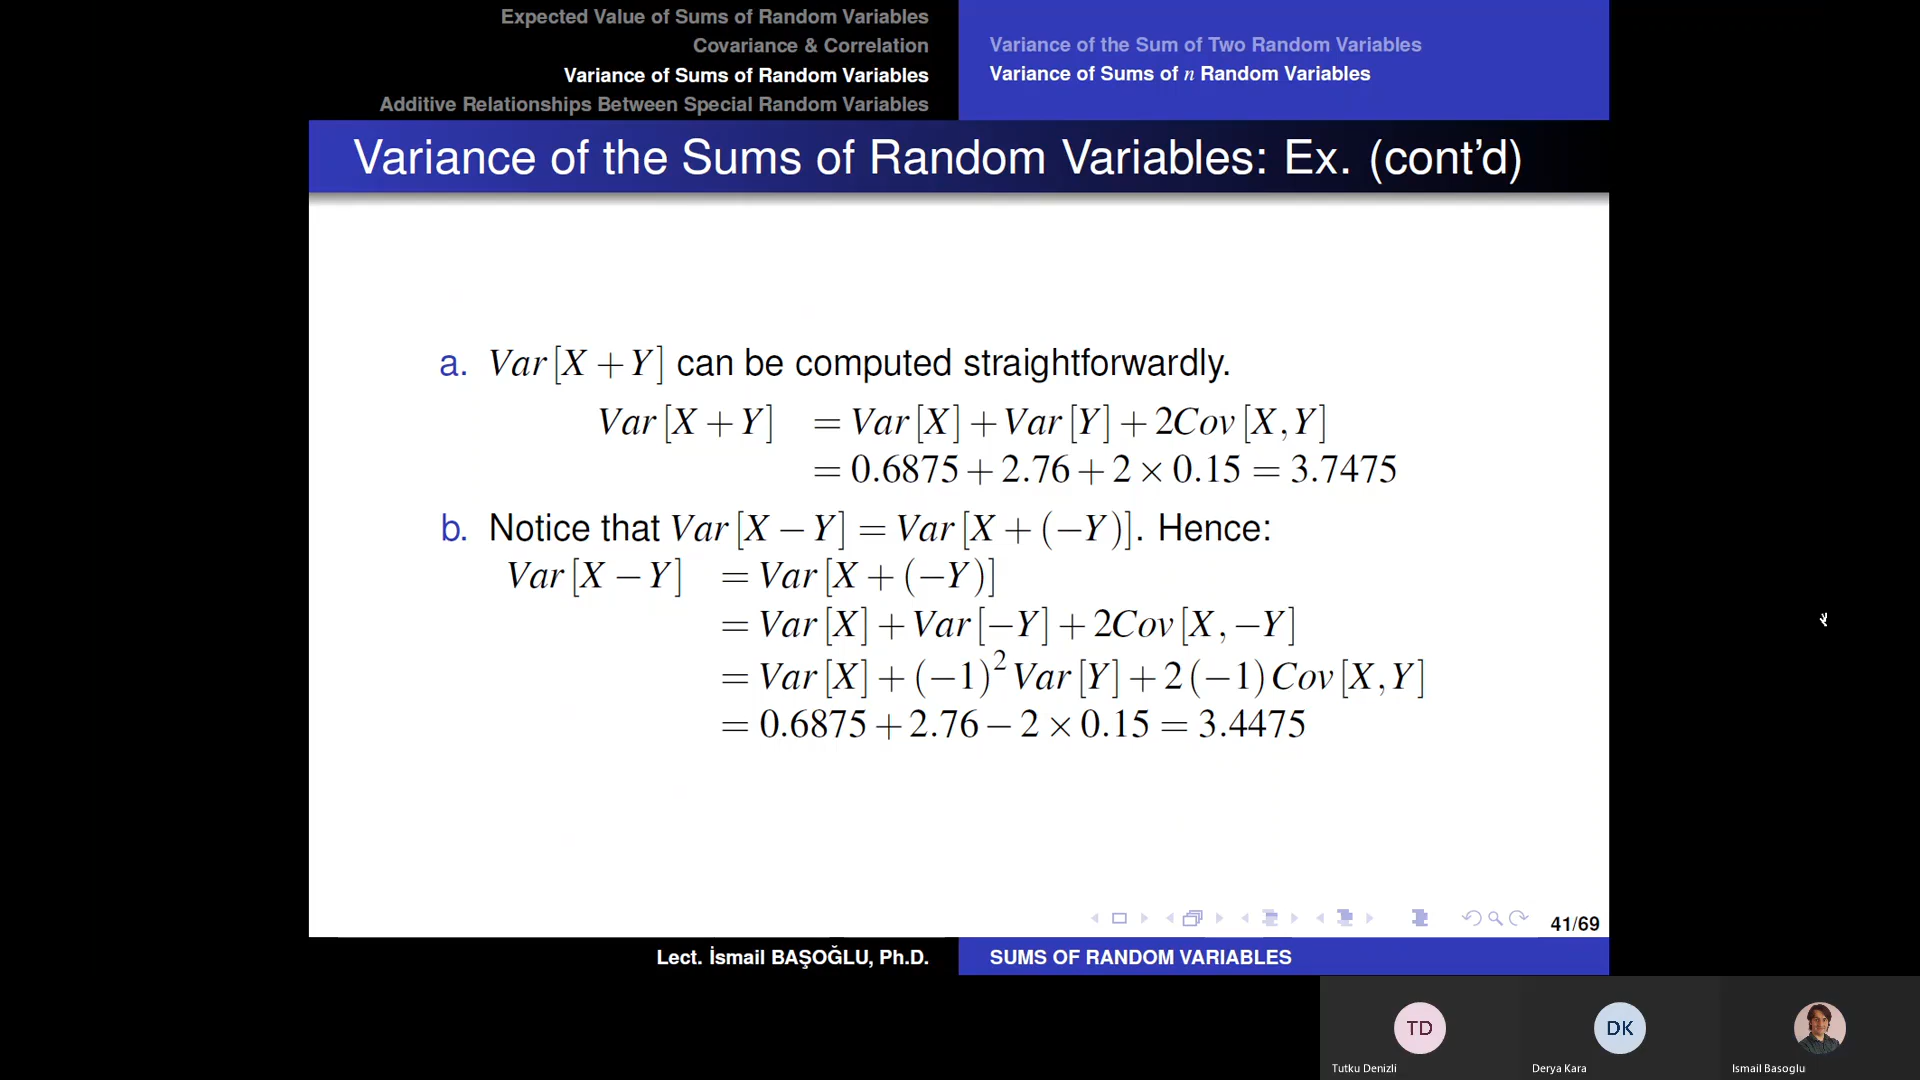 Expected Value of Sums of Random Variables
Covariance & Correlation
Variance of Sums of Random Variables
Additive Relationships Between Special Random Variables
Variance of the Sum of Two Random Variables
Variance of Sums of n Random Variables
Variance of the Sums of Random Variables: Ex. (cont'd)
a. Var[X + Y] can be computed straightforwardly.
Var[X + Y] = Var[X] + Var[Y] + 2Cov[X,Y]
= 0.6875 + 2.76 + 2 × 0.15 = 3.7475
b. Notice that Var[X − Y] = Var[X + (−Y)]. Hence:
Var[X − Y] = Var[X + (−Y)]
= Var[X] + Var[−Y] + 2Cov[X,−Y]
= Var[X] + (−1)² Var[Y] + 2(−1)Cov[X,Y]
= 0.6875 + 2.76 − 2 × 0.15 = 3.4475
41/69
Lect. İsmail BAŞOĞLU, Ph.D.
SUMS OF RANDOM VARIABLES
TD
DK
Tutku Denizli
Derya Kara
Ismail Basoglu